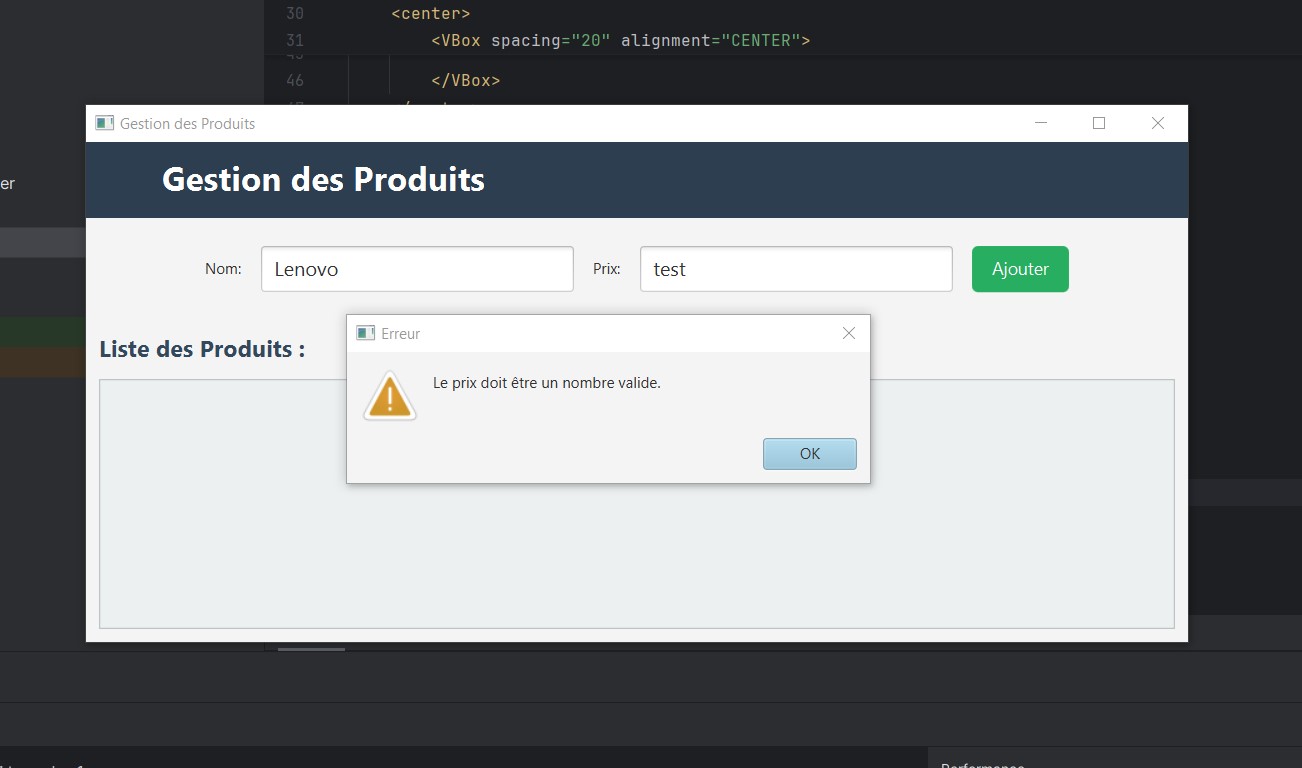 30 <center>
31 <VBox spacing="20" alignment="CENTER">
46 </VBox>
Gestion des Produits
er
Gestion des Produits
Nom: Lenovo Prix: test Ajouter
Erreur
Liste des Produits :
Le prix doit être un nombre valide.
OK